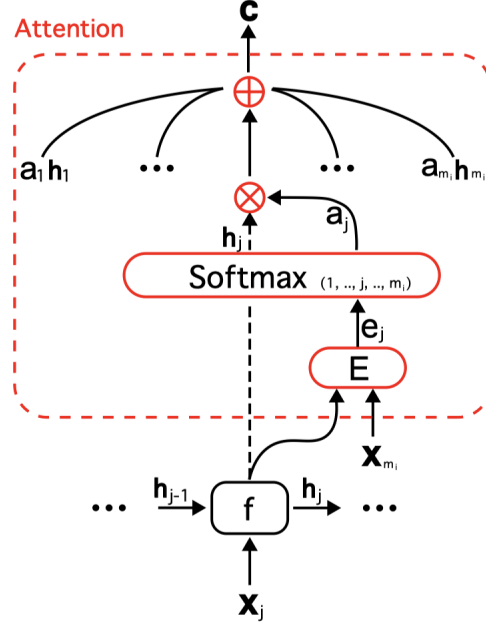 c
Attention
a₁h₁ ... ... aₘᵢhₘᵢ
hⱼ aⱼ
Softmax (1, .., j, .., mᵢ)
eⱼ
E
xₘᵢ
... hⱼ₋₁ f hⱼ ...
xⱼ